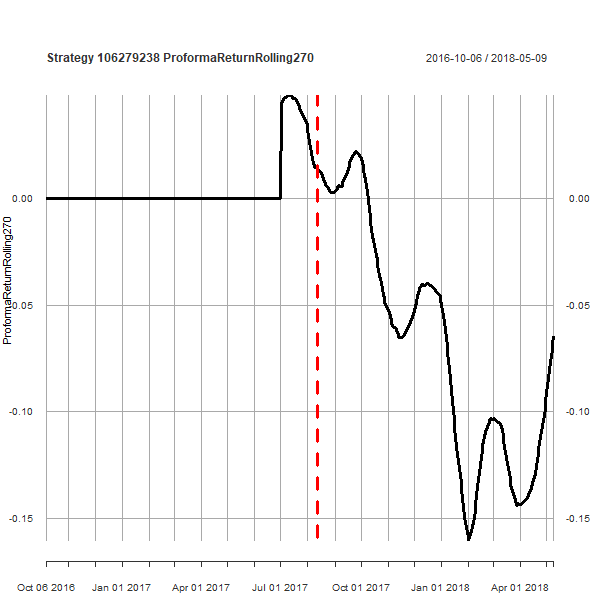 Strategy 106279238 ProformaReturnRolling270
2016-10-06 / 2018-05-09
ProformaReturnRolling270
0.00
0.00
-0.05
-0.05
-0.10
-0.10
-0.15
-0.15
Oct 06 2016
Jan 01 2017
Apr 01 2017
Jul 01 2017
Oct 01 2017
Jan 01 2018
Apr 01 2018